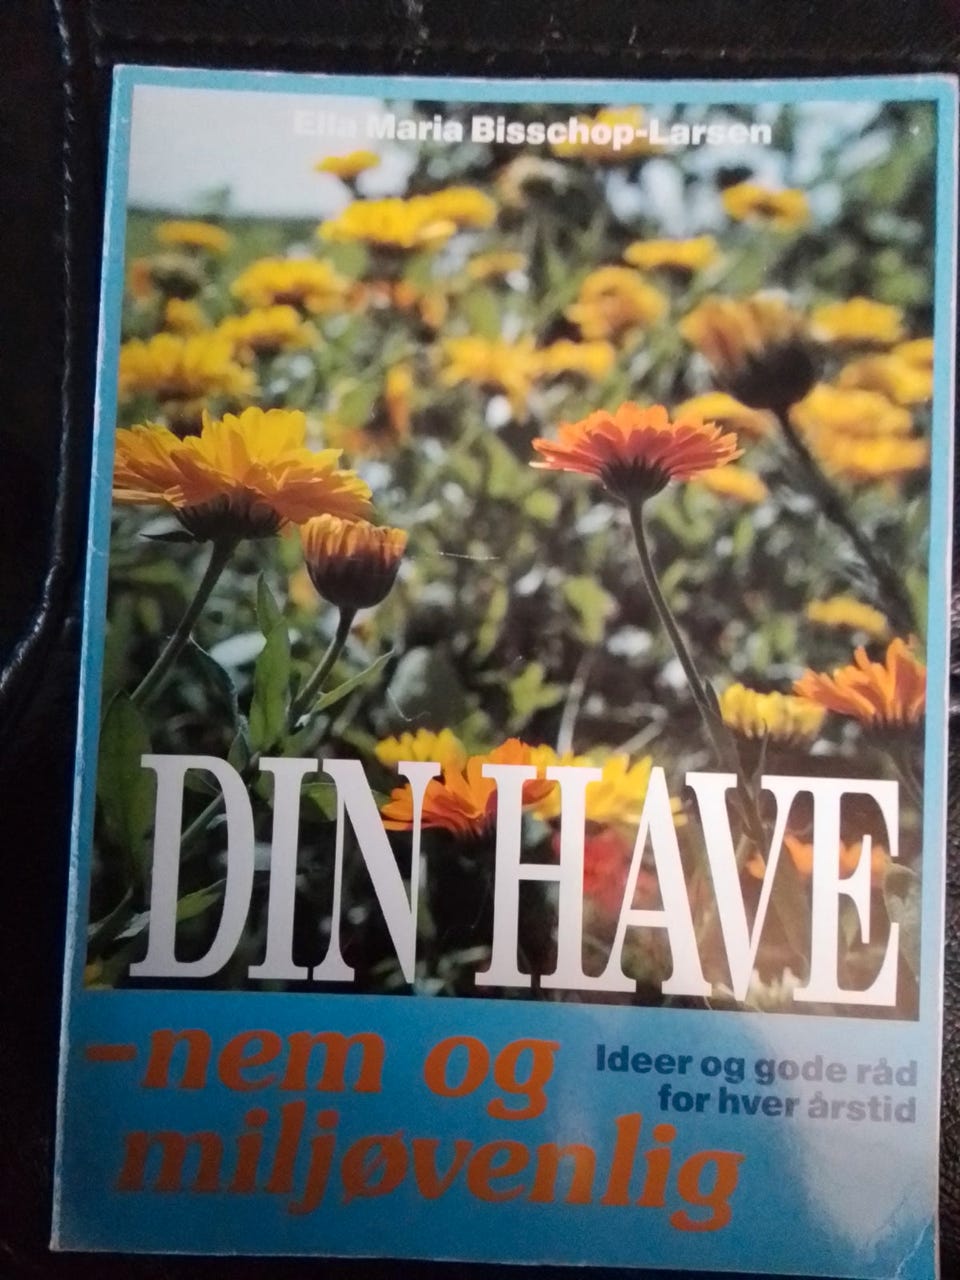 Ella Maria Bisschop-Larsen
DIN HAVE
-nem og
miljøvenlig
Ideer og gode råd
for hver årstid